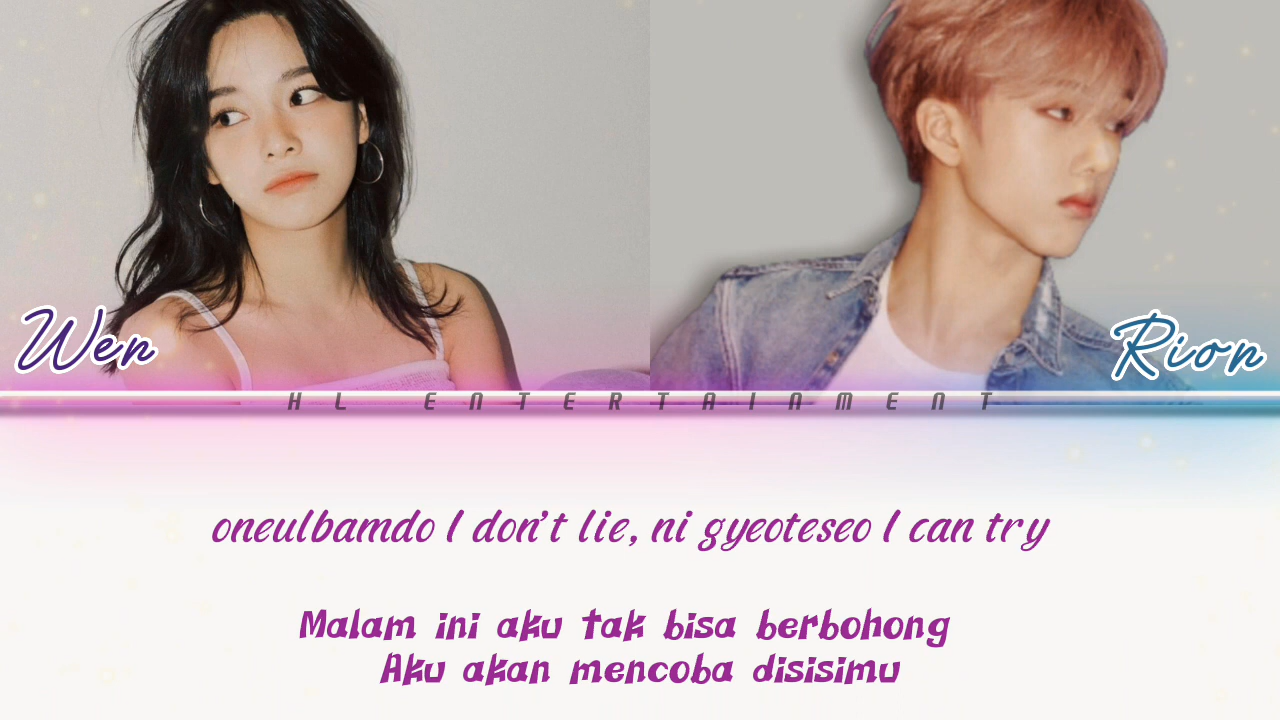 Wen
Rion
HL ENTERTAINMENT
oneulbamdo I don't lie, ni gyeoteseo I can try
Malam ini aku tak bisa berbohong
Aku akan mencoba disisimu